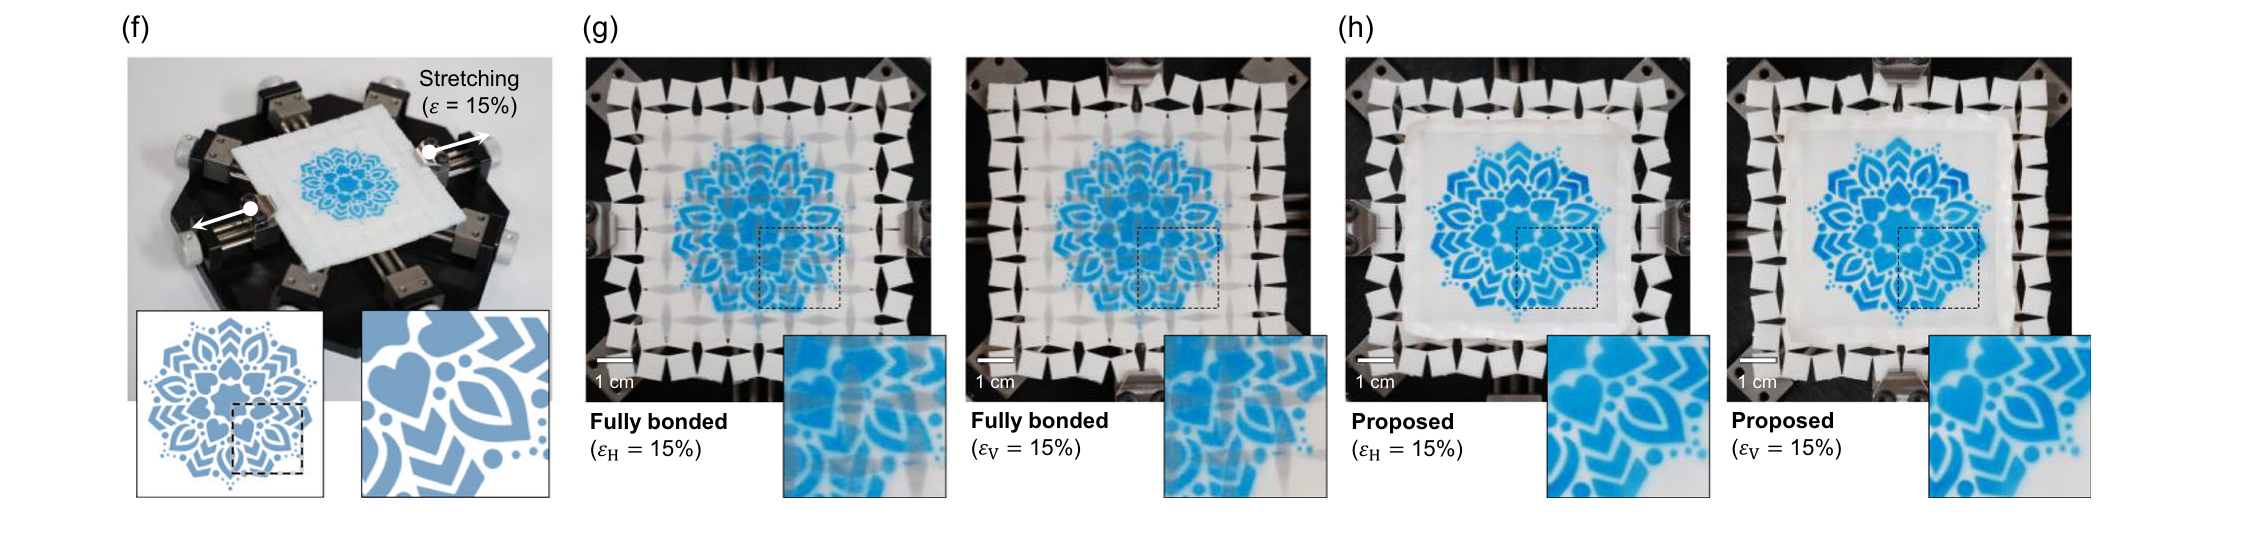 (f)
Stretching
(ε = 15%)
(g)
1 cm
Fully bonded
(εH = 15%)
1 cm
Fully bonded
(εV = 15%)
(h)
1 cm
Proposed
(εH = 15%)
1 cm
Proposed
(εV = 15%)